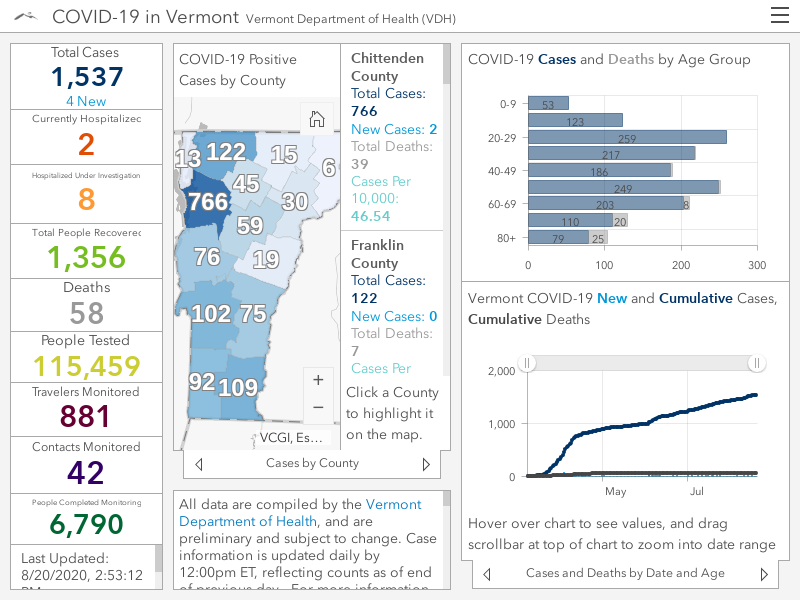 COVID-19 in Vermont Vermont Department of Health (VDH)
Total Cases
1,537
4 New
Currently Hospitalized
2
Hospitalized Under Investigation
8
Total People Recovered
1,356
Deaths
58
People Tested
115,459
Travelers Monitored
881
Contacts Monitored
42
People Completed Monitoring
6,790
Last Updated:
8/20/2020, 2:53:12
PM
COVID-19 Positive
Cases by County
13
122
15
6
45
766
30
59
76
19
102
75
92
109
+
−
VCGI, Es...
Chittenden
County
Total Cases:
766
New Cases: 2
Total Deaths:
39
Cases Per
10,000:
46.54
Franklin
County
Total Cases:
122
New Cases: 0
Total Deaths:
7
Cases Per
Click a County
to highlight it
on the map.
Cases by County
All data are compiled by the Vermont
Department of Health, and are
preliminary and subject to change. Case
information is updated daily by
12:00pm ET, reflecting counts as of end
of previous day. For more information
COVID-19 Cases and Deaths by Age Group
0-9
53
123
20-29
259
217
40-49
186
249
60-69
203
8
110
20
80+
79
25
0
100
200
300
Vermont COVID-19 New and Cumulative Cases,
Cumulative Deaths
2,000
1,000
0
May
Jul
Hover over chart to see values, and drag
scrollbar at top of chart to zoom into date range
Cases and Deaths by Date and Age